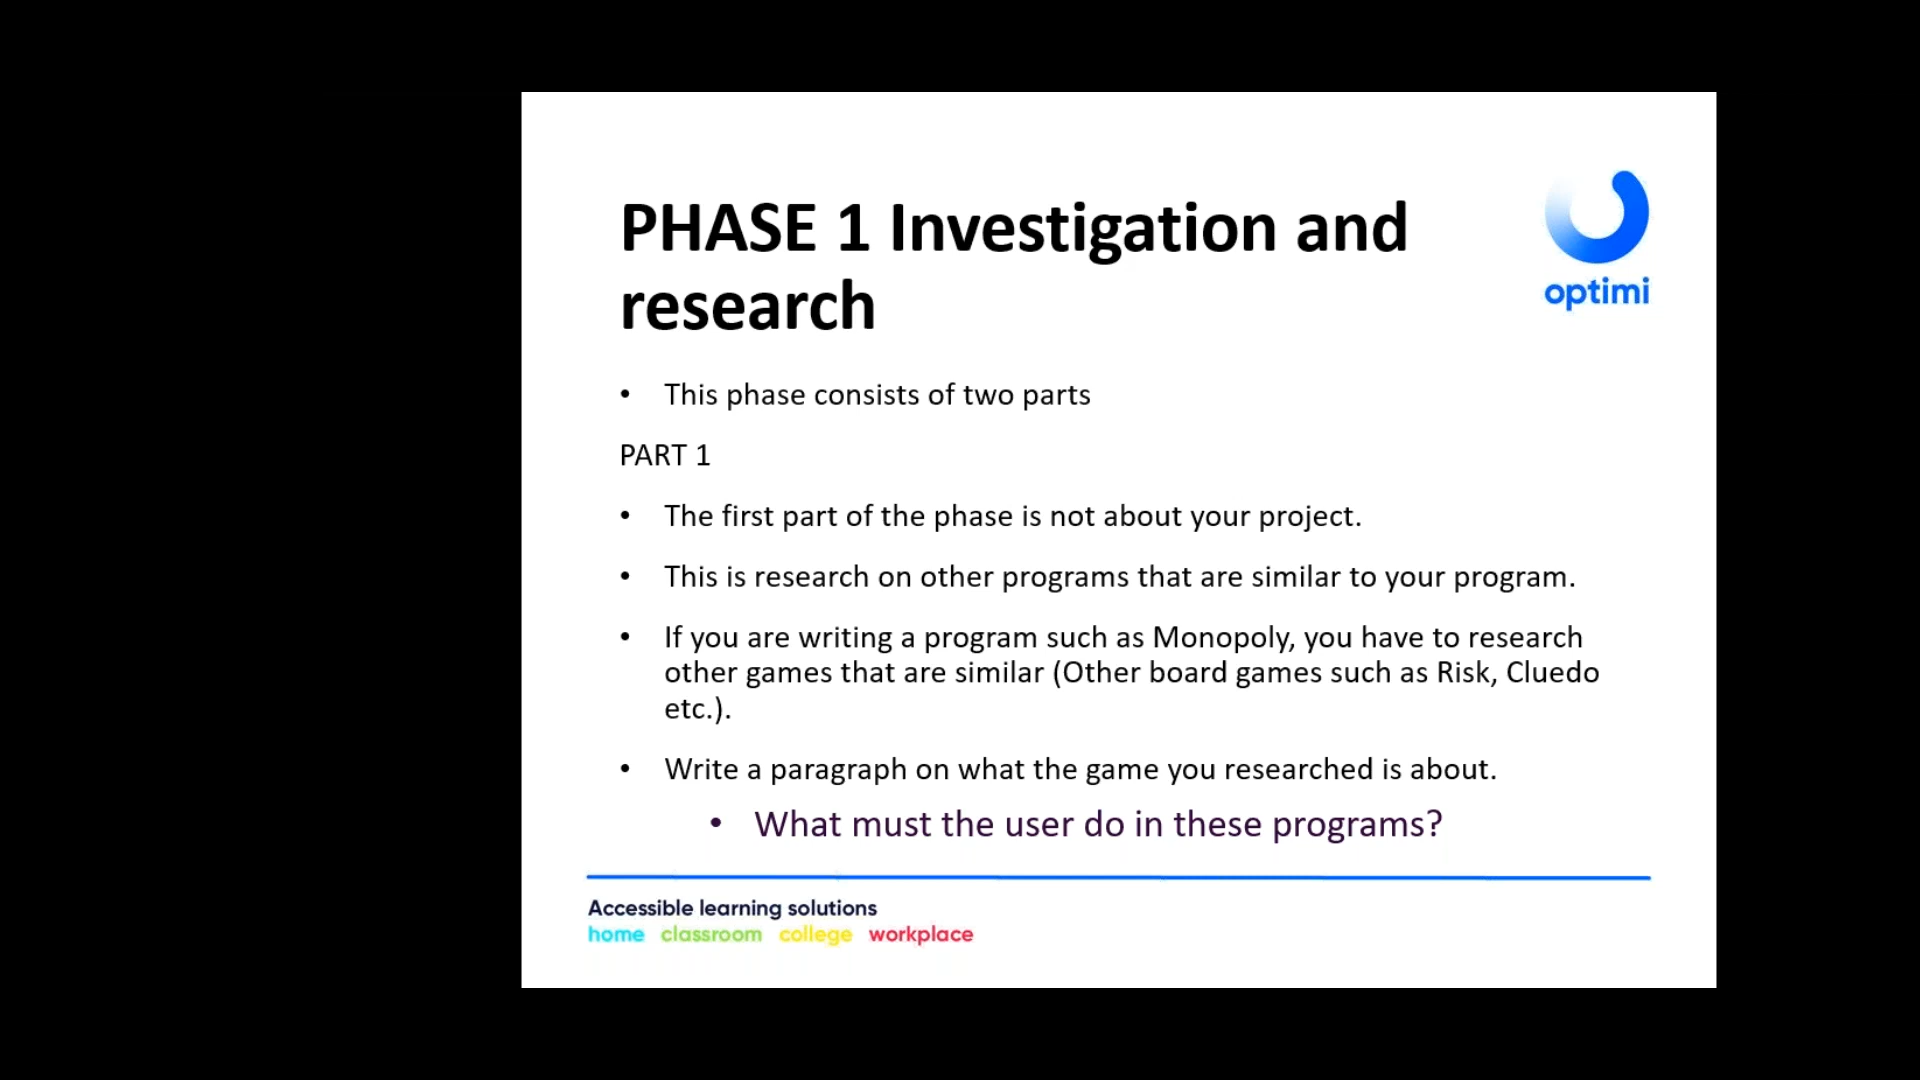 PHASE 1 Investigation and
research
optimi
• This phase consists of two parts
PART 1
• The first part of the phase is not about your project.
• This is research on other programs that are similar to your program.
• If you are writing a program such as Monopoly, you have to research
other games that are similar (Other board games such as Risk, Cluedo
etc.).
• Write a paragraph on what the game you researched is about.
• What must the user do in these programs?
Accessible learning solutions
home classroom college workplace